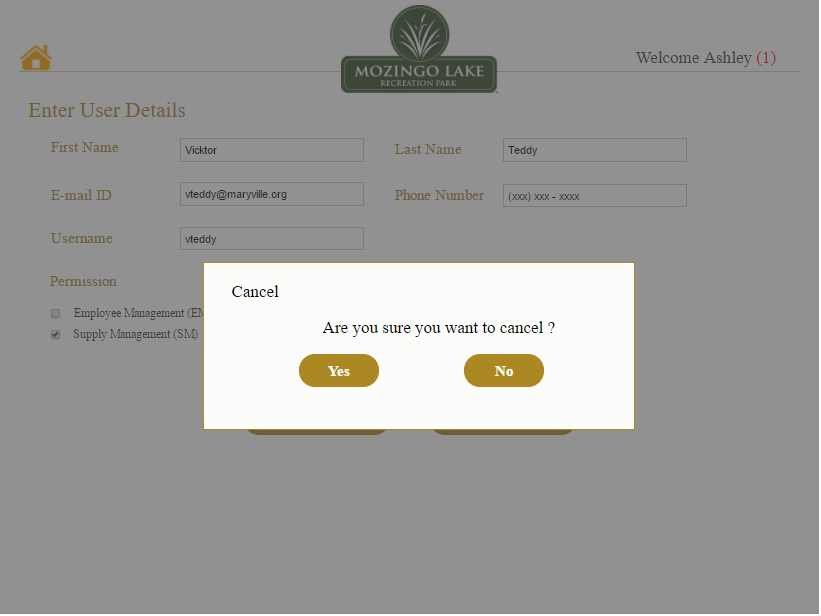 MOZINGO LAKE
RECREATION PARK
Welcome Ashley (1)
Enter User Details
First Name Vicktor Last Name Teddy
E-mail ID vteddy@maryville.org Phone Number (xxx) xxx - xxxx
Username vteddy
Permission
Employee Management (EM
Supply Management (SM)
Cancel
Are you sure you want to cancel ?
Yes No